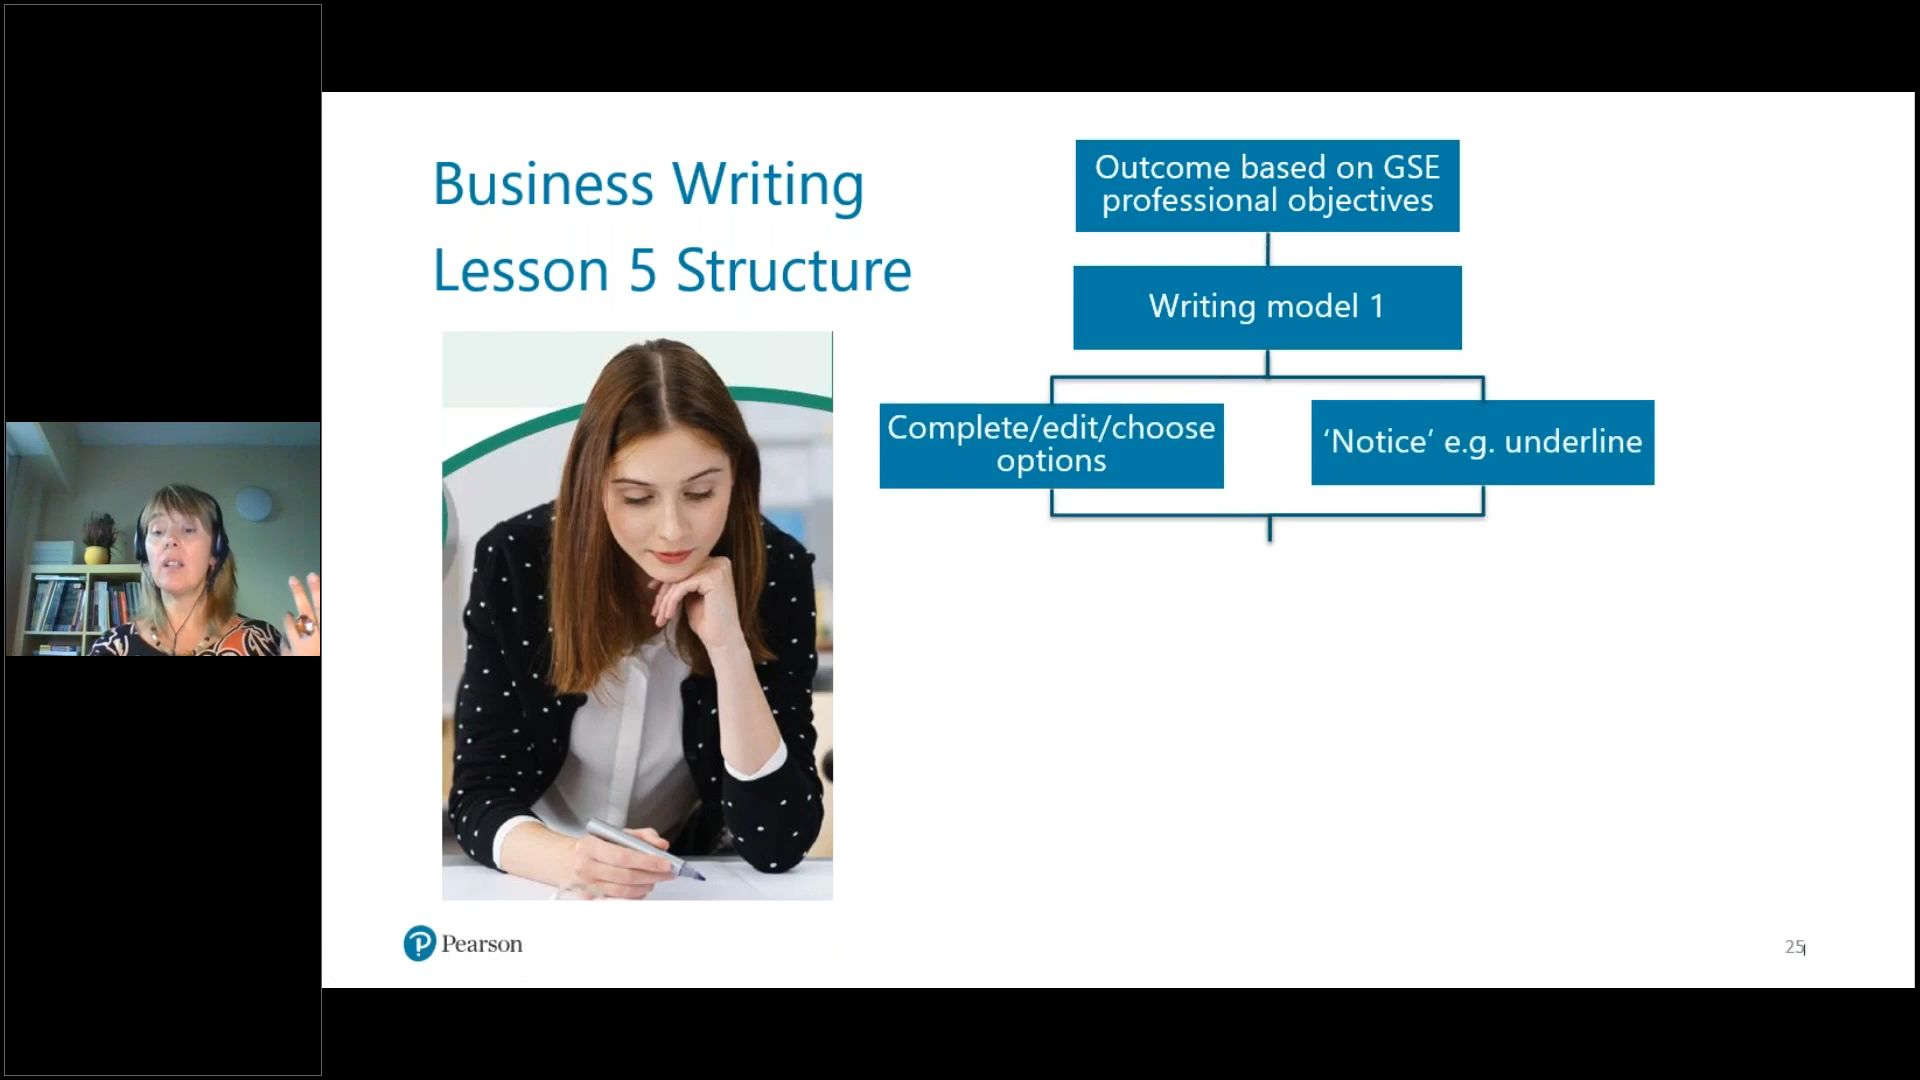 Business Writing
Lesson 5 Structure
Outcome based on GSE
professional objectives
Writing model 1
Complete/edit/choose
options
‘Notice’ e.g. underline
Pearson
25